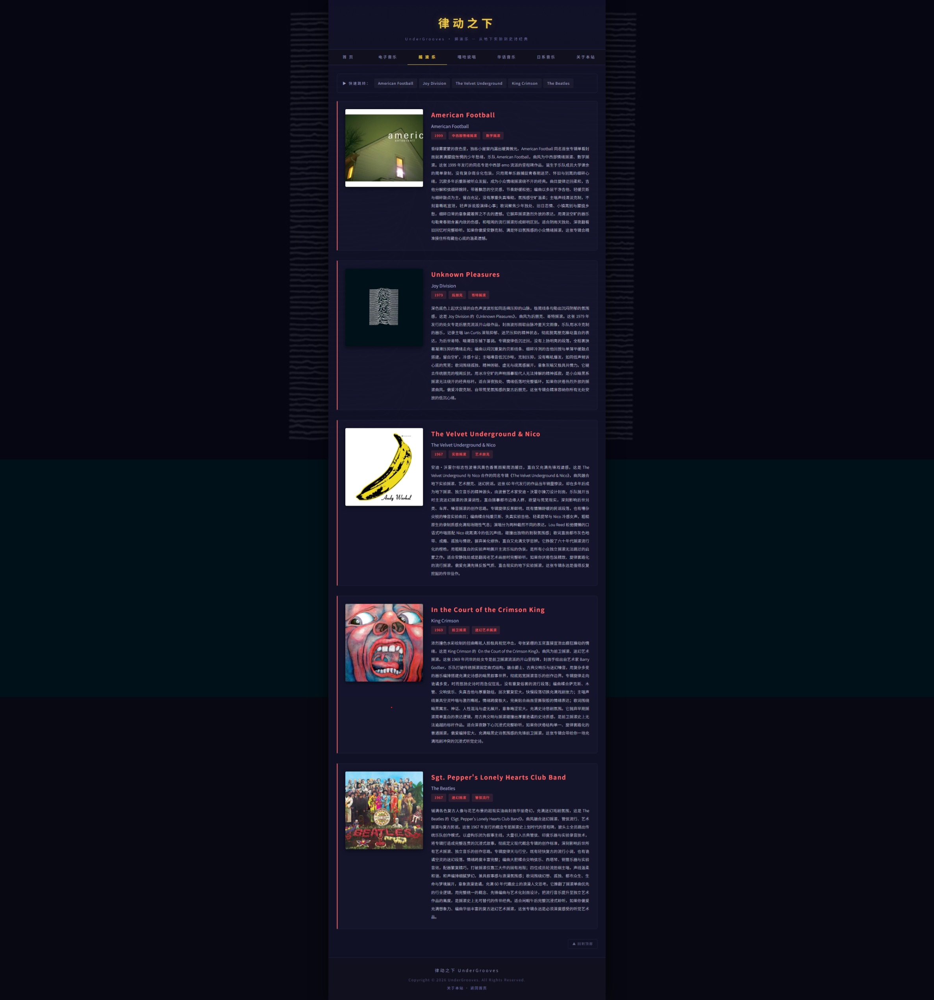 律动之下
UnderGrooves · 摇滚乐 — 从地下实验到史诗经典
首 页
电子音乐
摇 滚 乐
嘻哈说唱
华语音乐
日系音乐
关于本站
▶ 快速跳转：
American Football
Joy Division
The Velvet Underground
King Crimson
The Beatles
americ
anfootball
American Football
American Football
1999 中西部情绪摇滚 数学摇滚
昏绿雾蒙蒙的夜色里，独栋小屋窗内漏出暖黄微光，American Football 同名首张专辑单看封
面就裹满朦胧怅惘的少年愁绪，乐队 American Football，曲风为中西部情绪摇滚、数学摇
滚。这张 1999 年发行的同名专是中西部 emo 流派的里程碑作品，诞生于乐队成员大学课余
的简单录制，没有复杂商业化包装，只用简单乐器捕捉青春期迷茫、怀旧与别离的细碎心
绪，沉寂多年后重新被听众发掘，成为小众情绪摇滚绕不开的经典。曲目旋律迂回柔和，吉
他分解和弦细碎婉转，带着飘忽的空灵感，节奏舒缓松弛；编曲以多层干净吉他、轻缓贝斯
与细碎鼓点为主，留白充足，没有厚重失真堆砌，氛围感空旷温柔；主唱声线清淡克制，不
刻意嘶吼宣泄，轻声诉说般演绎心事；歌词聚焦少年独处、旧日恋情、小镇离别与朦胧乡
愁，细碎日常的意象藏着挥之不去的遗憾。它摒弃摇滚激烈外放的表达，用清淡空旷的器乐
勾勒青春期含蓄内敛的伤感，和喧闹的流行摇滚形成鲜明区别。适合阴雨天独处、深夜翻看
旧回忆时完整聆听，如果你偏爱安静克制、满是怀旧氛围感的小众情绪摇滚，这张专辑会精
准接住所有藏在心底的温柔遗憾。
Unknown Pleasures
Joy Division
1979 后朋克 哥特摇滚
深色底色上起伏交错的白色声波波形如同连绵压抑的山脉，极简线条勾勒出沉闷阴郁的氛围
感，这是 Joy Division 的《Unknown Pleasures》，曲风为后朋克、哥特摇滚。这张 1979 年
发行的处女专是后朋克流派开山级作品，封面波形图取自脉冲星天文图像，乐队用冰冷克制
的器乐，记录主唱 Ian Curtis 深陷抑郁、迷茫压抑的精神状态，彻底脱离朋克躁动直白的表
达，为后世哥特、暗潮音乐铺下基调。专辑旋律低沉迂回，没有上扬明亮的段落，全程裹挟
着凝滞压抑的情绪走向；编曲以闷沉重复的贝斯线条、细碎冷冽的吉他回授与单薄平缓鼓点
搭建，留白空旷，冷感十足；主唱嗓音低沉沙哑，克制压抑，没有嘶吼爆发，如同低声倾诉
心底的荒芜；歌词围绕孤独、精神困顿、虚无与疏离感展开，意象灰暗又极具共情力。它褪
去传统朋克的喧闹反抗，用冰冷空旷的声响描摹现代人无法排解的精神孤寂，是小众暗黑系
摇滚无法绕开的经典标杆。适合深夜独处、情绪低落时完整循环，如果你厌倦热烈外放的摇
滚曲风，偏爱冷寂克制、自带荒芜氛围感的复古后朋克，这张专辑会精准容纳你所有无处安
放的低沉心绪。
Andy Warhol
The Velvet Underground & Nico
The Velvet Underground & Nico
1967 实验摇滚 艺术朋克
安迪・沃霍尔标志性波普风黄色香蕉图案简洁醒目，直白又充满先锋戏谑感，这是 The
Velvet Underground 与 Nico 合作的同名专辑《The Velvet Underground & Nico》，曲风融合
地下实验摇滚、艺术朋克、迷幻民谣。这张 60 年代发行的作品当年销量惨淡，却在多年后成
为地下摇滚、独立音乐的精神源头，由波普艺术家安迪・沃霍尔操刀设计封面，乐队抛开当
时主流迷幻摇滚的浪漫调性，直白描摹都市边缘人群、欲望与荒芜现实，深刻影响后世另
类、车库、噪音摇滚的创作思路。专辑旋律反差鲜明，既有慵懒舒缓的民谣段落，也有嘈杂
尖锐的噪音实验曲目；编曲糅合钝重贝斯、失真实验吉他、轻柔提琴与 Nico 冷感女声，粗糙
原生的录制质感充满现场随性气息；演唱分为两种截然不同的表达，Lou Reed 松弛慵懒的口
语式吟唱搭配 Nico 疏离清冷的低沉声线，碰撞出独特的割裂氛围感；歌词直面都市灰色地
带、成瘾、孤独与情欲，摒弃美化修饰，直白又充满文学思辨。它挣脱了六十年代摇滚流行
化的桎梏，用粗糙直白的实验声响撕开主流乐坛的伪装，是所有小众独立摇滚无法跳过的启
蒙之作。适合安静独处或是翻阅老艺术画册时完整聆听，如果你厌倦包装精致、旋律套路化
的流行摇滚，偏爱充满先锋反叛气质、直击现实的地下实验摇滚，这张专辑永远是值得反复
挖掘的传世佳作。
In the Court of the Crimson King
King Crimson
1969 前卫摇滚 迷幻艺术摇滚
浓烈撞色水彩绘制的扭曲嘶吼人脸极具视觉冲击，夸张紧绷的五官直接宣泄出癫狂躁动的情
绪，这是 King Crimson 的《In the Court of the Crimson King》，曲风为前卫摇滚、迷幻艺术
摇滚。这张 1969 年问世的处女专是前卫摇滚流派的开山里程碑，封面手绘出自艺术家 Barry
Godber，乐队打破传统摇滚固定曲式结构，融合爵士、古典交响乐与迷幻噪音，用复杂多变
的器乐编排搭建充满史诗感的暗黑叙事世界，彻底拓宽摇滚音乐的创作边界。专辑旋律走向
诡谲多变，时而悠扬史诗时而急促狂乱，没有重复俗套的流行段落；编曲糅合萨克斯、木
管、交响弦乐、失真吉他与厚重鼓组，层次繁复宏大，快慢段落切换充满戏剧张力；主唱声
线兼具空灵吟唱与激烈嘶吼，情绪跨度极大，完美贴合画面里撕裂般的情绪表达；歌词围绕
暗黑寓言、神话、人性混沌与虚无展开，意象晦涩宏大，充满史诗悲剧氛围。它抛弃早期摇
滚简单直白的表达逻辑，用古典交响与摇滚碰撞出厚重诡谲的史诗质感，是前卫摇滚史上无
法逾越的标杆作品。适合深夜静下心沉浸式完整聆听，如果你厌倦结构单一、旋律套路化的
普通摇滚，偏爱编排宏大、充满暗黑史诗氛围感的先锋前卫摇滚，这张专辑会带给你一场充
满戏剧冲突的沉浸式听觉史诗。
BEATLES
Sgt. Pepper's Lonely Hearts Club Band
The Beatles
1967 迷幻摇滚 管弦流行
铺满各色复古人像与花艺布景的超现实油画封面华丽奇幻，充满迷幻戏剧氛围，这是 The
Beatles 的《Sgt. Pepper's Lonely Hearts Club Band》，曲风融合迷幻摇滚、管弦流行、艺术
摇滚与复古民谣。这张 1967 年发行的概念专是摇滚史上划时代的里程碑，披头士全员跳出传
统乐队创作模式，以虚构乐团为叙事主线，大量引入古典管弦、印度乐器与实验录音技术，
将专辑打造成完整连贯的沉浸式故事，彻底定义现代概念专辑的创作标准，深刻影响后世所
有艺术摇滚、独立音乐的创作思路。专辑旋律天马行空，既有轻快复古的流行小调，也有诡
谲空灵的迷幻段落，情绪跨度丰富完整；编曲大胆糅合交响弦乐、西塔琴、铜管乐器与实验
音效，配器繁复精巧，打破摇滚仅靠三大件的固有局限；四位成员轮流担纲主唱，声线温柔
和谐，和声编排细腻梦幻，兼具叙事感与浪漫氛围感；歌词围绕幻想、孤独、都市众生、生
命与梦境展开，意象浪漫诡谲，充满 60 年代嬉皮士的浪漫人文思考。它推翻了摇滚单曲优先
的行业逻辑，用完整统一的概念、先锋编曲与艺术化封面设计，把流行音乐提升至独立艺术
作品的高度，是摇滚史上无可替代的传世经典。适合闲暇午后完整沉浸式聆听，如果你偏爱
充满想象力、编曲华丽丰富的复古迷幻艺术摇滚，这张专辑永远是必须深度感受的听觉艺术
品。
▲ 回到顶部
律动之下 UnderGrooves
Copyright © 2026 UnderGrooves. All Rights Reserved.
关于本站 · 返回首页